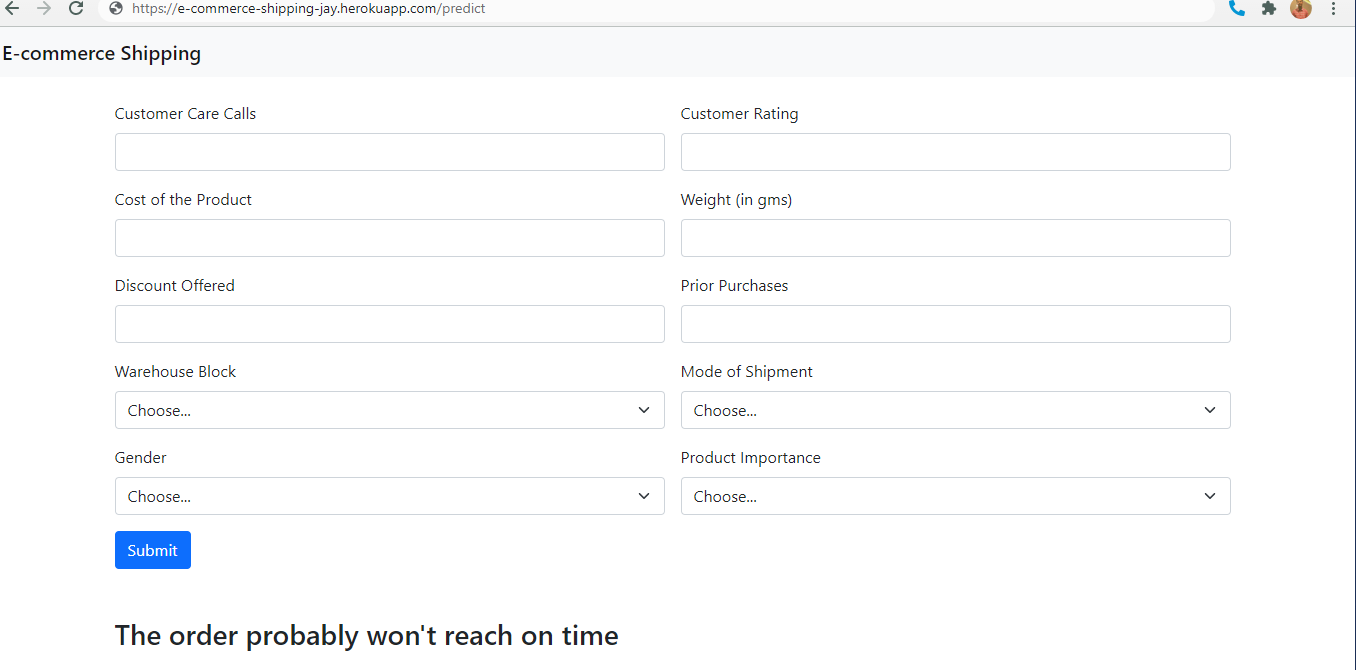 https://e-commerce-shipping-jay.herokuapp.com/predict
E-commerce Shipping
Customer Care Calls
Customer Rating
Cost of the Product
Weight (in gms)
Discount Offered
Prior Purchases
Warehouse Block
Mode of Shipment
Choose...
Choose...
Gender
Product Importance
Choose...
Choose...
Submit
The order probably won't reach on time